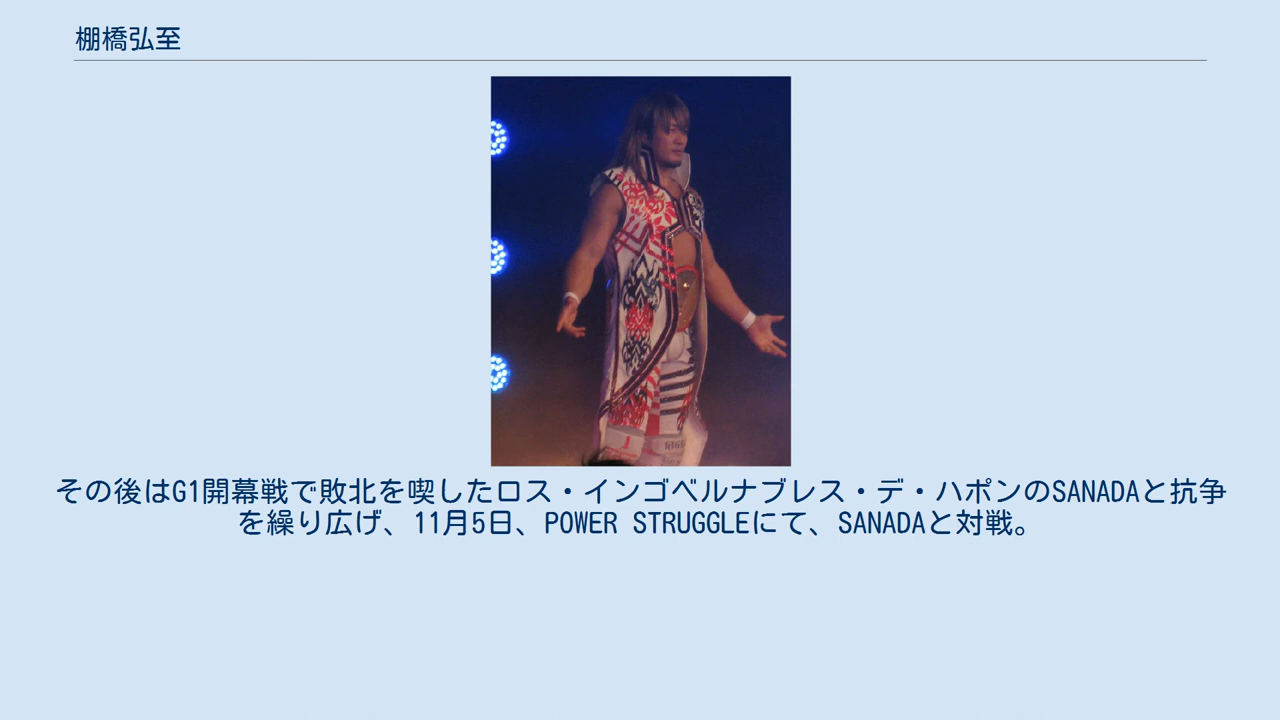 棚橋弘至
その後はG1開幕戦で敗北を喫したロス・インゴベルナブレス・デ・ハポンのSANADAと抗争
を繰り広げ、11月5日、POWER STRUGGLEにて、SANADAと対戦。